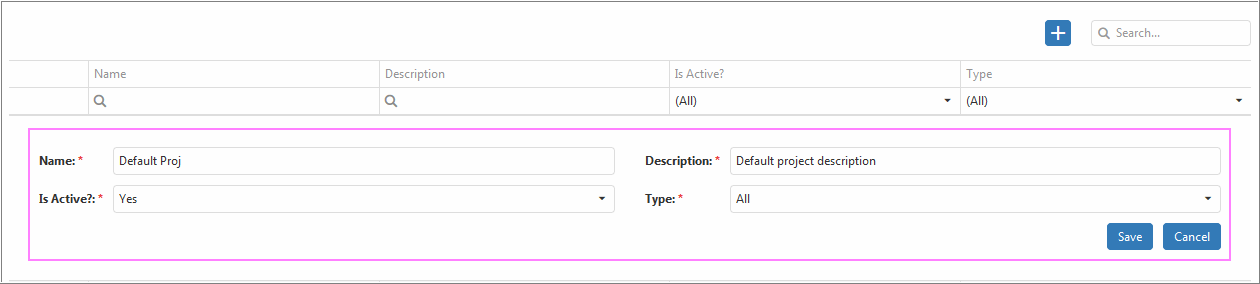 Search...
Name Description Is Active? Type
(All) (All)
Name: * Default Proj Description: * Default project description
Is Active?: * Yes Type: * All
Save Cancel